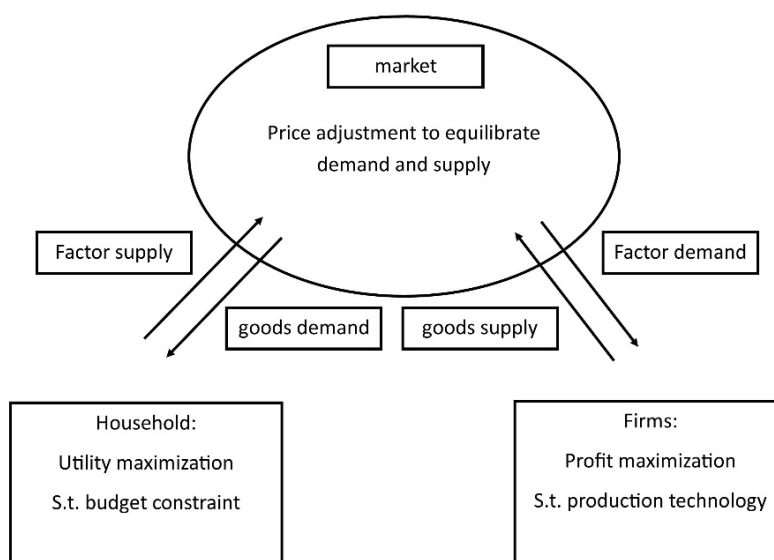 market
Price adjustment to equilibrate
demand and supply
Factor supply
Factor demand
goods demand
goods supply
Household:
Utility maximization
S.t. budget constraint
Firms:
Profit maximization
S.t. production technology